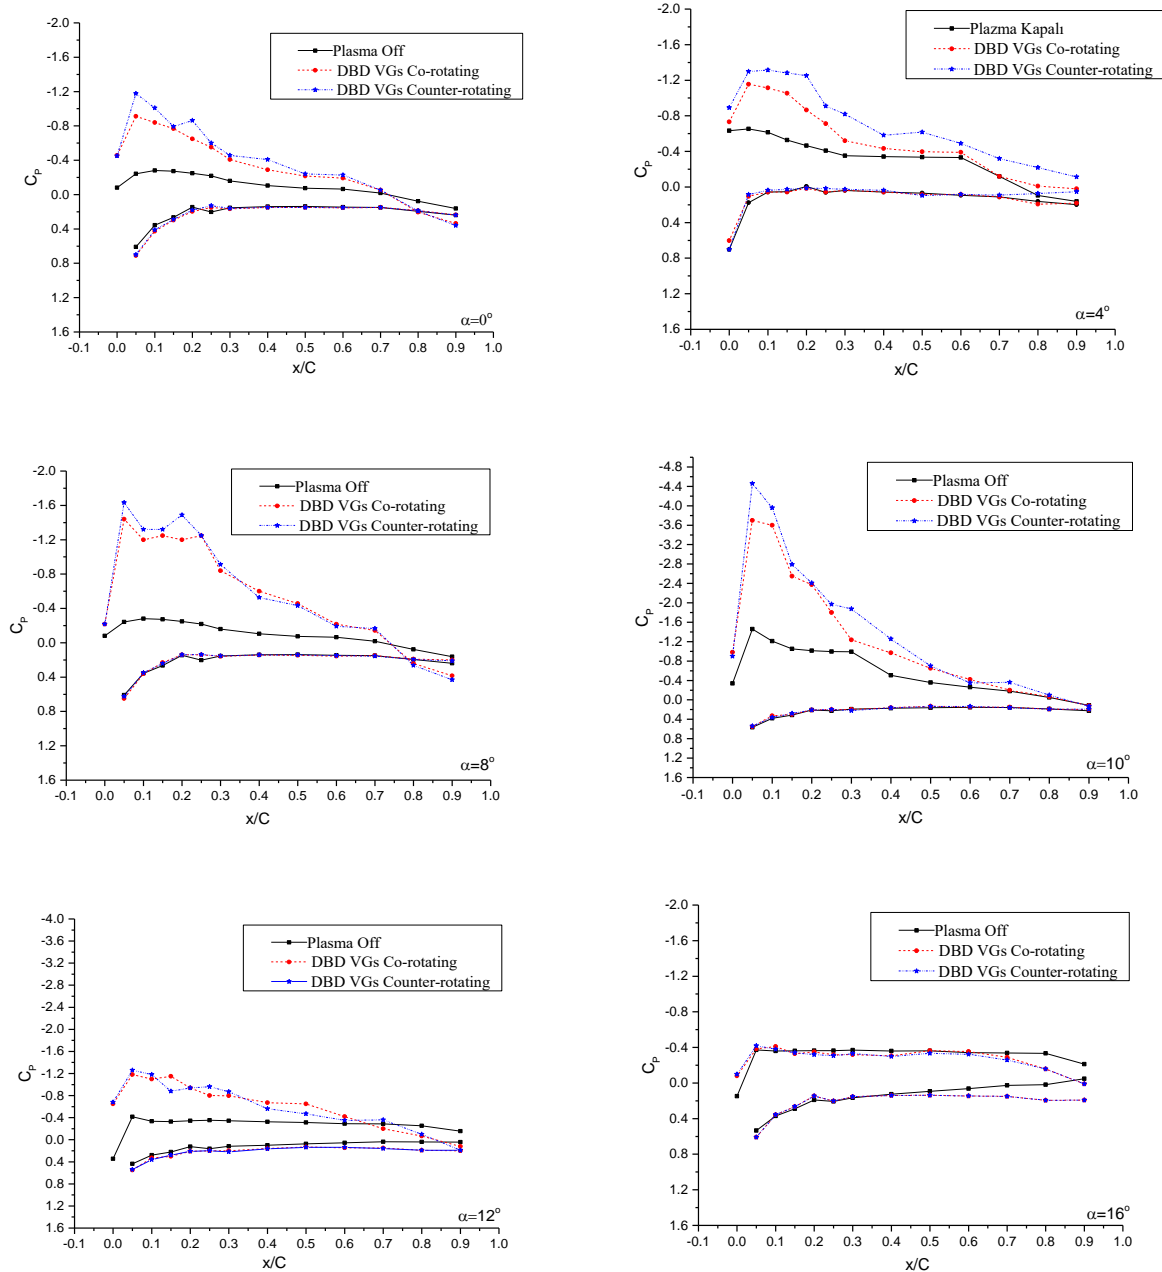 -2.0
-1.6
-1.2
-0.8
-0.4
0.0
0.4
0.8
1.2
1.6
C_P
Plasma Off
DBD VGs Co-rotating
DBD VGs Counter-rotating
α=0°
-0.1 0.0 0.1 0.2 0.3 0.4 0.5 0.6 0.7 0.8 0.9 1.0
x/C
-2.0
-1.6
-1.2
-0.8
-0.4
0.0
0.4
0.8
1.2
1.6
C_P
Plazma Kapalı
DBD VGs Co-rotating
DBD VGs Counter-rotating
α=4°
-0.1 0.0 0.1 0.2 0.3 0.4 0.5 0.6 0.7 0.8 0.9 1.0
x/C
-2.0
-1.6
-1.2
-0.8
-0.4
0.0
0.4
0.8
1.2
1.6
C_P
Plasma Off
DBD VGs Co-rotating
DBD VGs Counter-rotating
α=8°
-0.1 0.0 0.1 0.2 0.3 0.4 0.5 0.6 0.7 0.8 0.9 1.0
x/C
-4.8
-4.4
-4.0
-3.6
-3.2
-2.8
-2.4
-2.0
-1.6
-1.2
-0.8
-0.4
0.0
0.4
0.8
1.2
1.6
C_P
Plasma Off
DBD VGs Co-rotating
DBD VGs Counter-rotating
α=10°
-0.1 0.0 0.1 0.2 0.3 0.4 0.5 0.6 0.7 0.8 0.9 1.0
x/C
-4.0
-3.6
-3.2
-2.8
-2.4
-2.0
-1.6
-1.2
-0.8
-0.4
0.0
0.4
0.8
1.2
1.6
C_P
Plasma Off
DBD VGs Co-rotating
DBD VGs Counter-rotating
α=12°
-0.1 0.0 0.1 0.2 0.3 0.4 0.5 0.6 0.7 0.8 0.9 1.0
x/C
-2.0
-1.6
-1.2
-0.8
-0.4
0.0
0.4
0.8
1.2
1.6
C_P
Plasma Off
DBD VGs Co-rotating
DBD VGs Counter-rotating
α=16°
-0.1 0.0 0.1 0.2 0.3 0.4 0.5 0.6 0.7 0.8 0.9 1.0
x/C